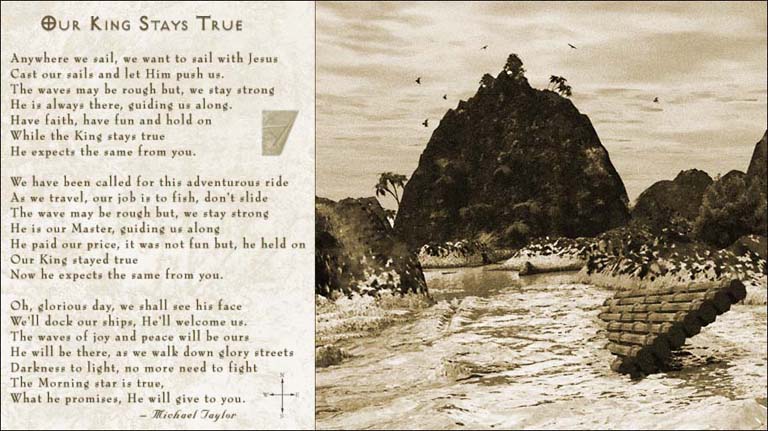 Our King Stays True
Anywhere we sail, we want to sail with Jesus
Cast our sails and let Him push us.
The waves may be rough but, we stay strong
He is always there, guiding us along.
Have faith, have fun and hold on
While the King stays true
He expects the same from you.
We have been called for this adventurous ride
As we travel, our job is to fish, don't slide
The wave may be rough but, we stay strong
He is our Master, guiding us along
He paid our price, it was not fun but, he held on
Our King stayed true
Now he expects the same from you.
Oh, glorious day, we shall see his face
We'll dock our ships, He'll welcome us.
The waves of joy and peace will be ours
He will be there, as we walk down glory streets
Darkness to light, no more need to fight
The Morning star is true,
What he promises, He will give to you.
– Michael Taylor
N
W E
S